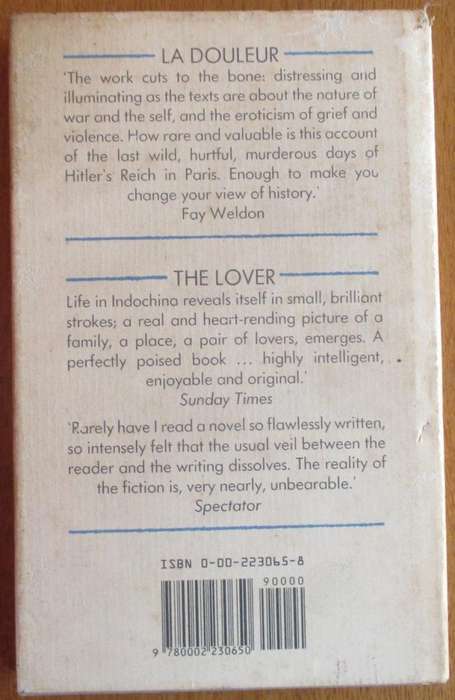 LA DOULEUR
'The work cuts to the bone: distressing and
illuminating as the texts are about the nature of
war and the self, and the eroticism of grief and
violence. How rare and valuable is this account
of the last wild, hurtful, murderous days of
Hitler's Reich in Paris. Enough to make you
change your view of history.'
Fay Weldon
THE LOVER
Life in Indochina reveals itself in small, brilliant
strokes; a real and heart-rending picture of a
family, a place, a pair of lovers, emerges. A
perfectly poised book ... highly intelligent,
enjoyable and original.'
Sunday Times
'Rarely have I read a novel so flawlessly written,
so intensely felt that the usual veil between the
reader and the writing dissolves. The reality of
the fiction is, very nearly, unbearable.'
Spectator
ISBN 0-00-223065-8
90000
9 780002 230650